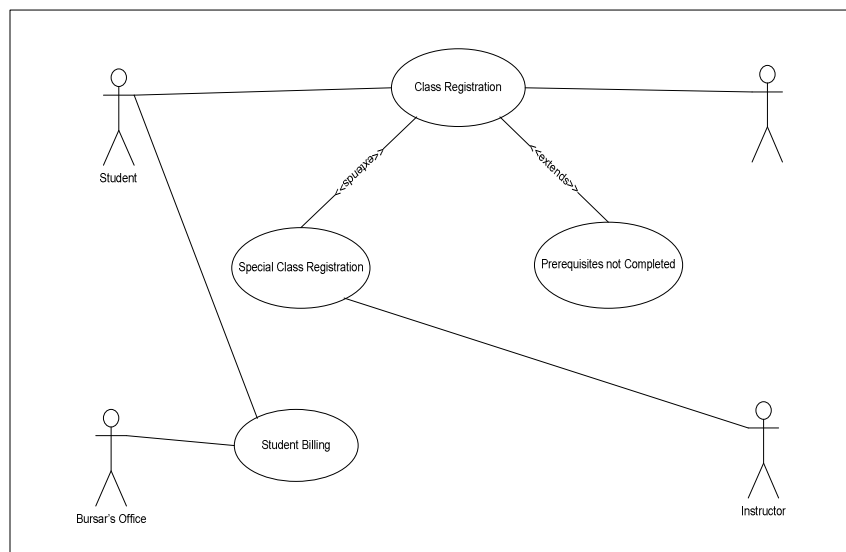 Class Registration
Student
<<extends>>
<<extends>>
Special Class Registration
Prerequisites not Completed
Student Billing
Bursar's Office
Instructor